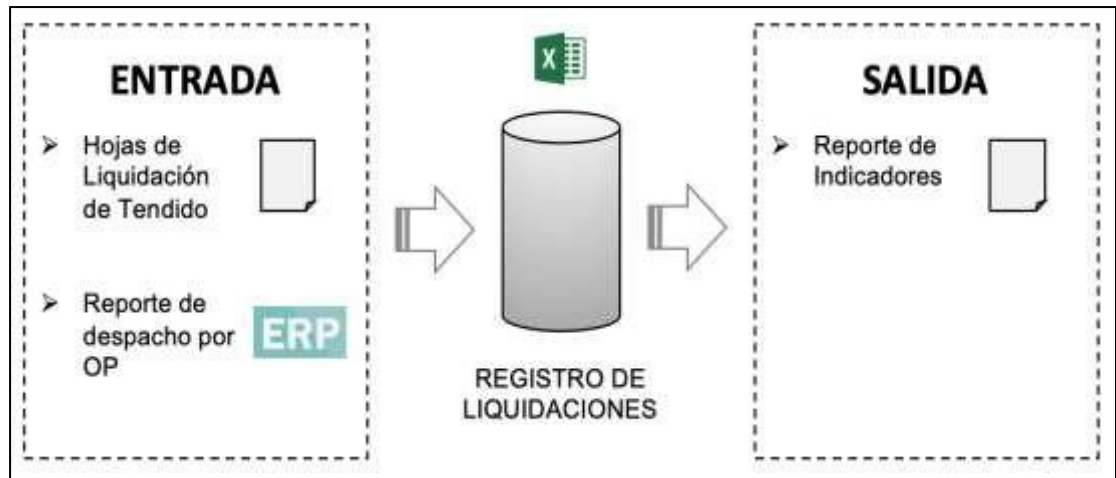 ENTRADA
➢ Hojas de
Liquidación
de Tendido
➢ Reporte de
despacho por
OP
ERP
X
REGISTRO DE
LIQUIDACIONES
SALIDA
➢ Reporte de
Indicadores